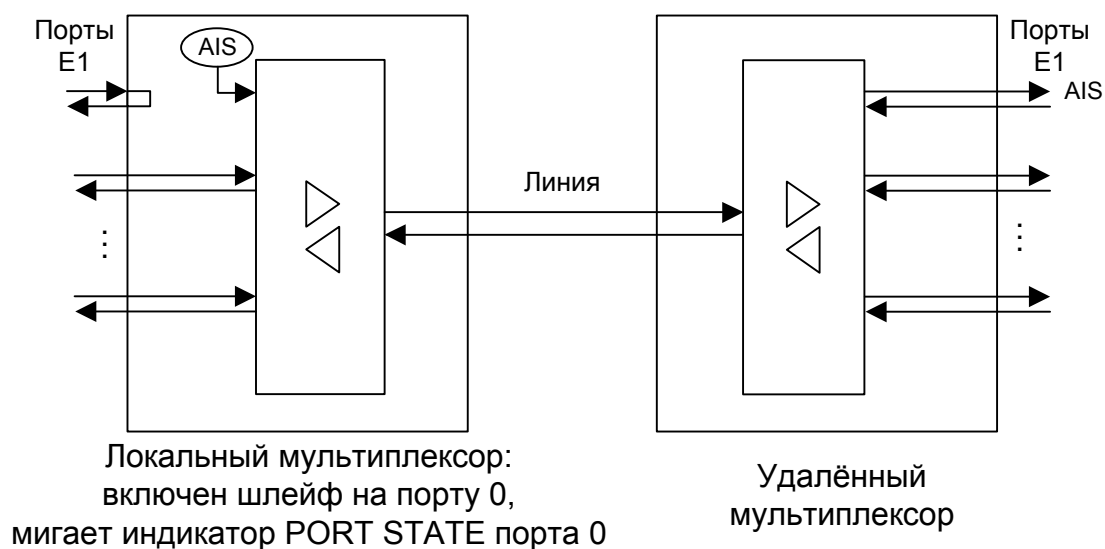 Порты
E1
AIS
Порты
E1
AIS
Линия
...
...
Локальный мультиплексор:
включен шлейф на порту 0,
мигает индикатор PORT STATE порта 0
Удалённый
мультиплексор